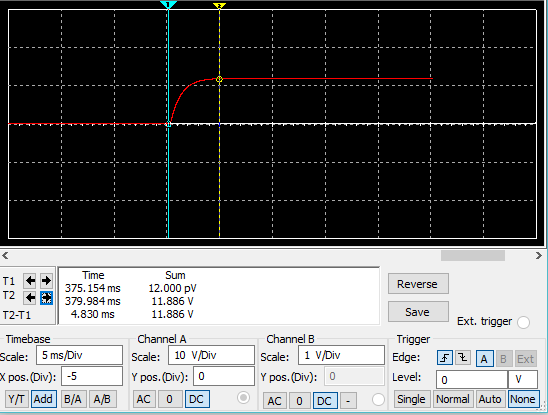 1 2
T1
T2
T2-T1
Time Sum
375.154 ms 12.000 pV
379.984 ms 11.886 V
4.830 ms 11.886 V
Reverse
Save
Ext. trigger
Timebase
Scale: 5 ms/Div
X pos.(Div): -5
Y/T Add B/A A/B
Channel A
Scale: 10 V/Div
Y pos.(Div): 0
AC 0 DC
Channel B
Scale: 1 V/Div
Y pos.(Div): 0
AC 0 DC -
Trigger
Edge: A B Ext
Level: 0 V
Single Normal Auto None